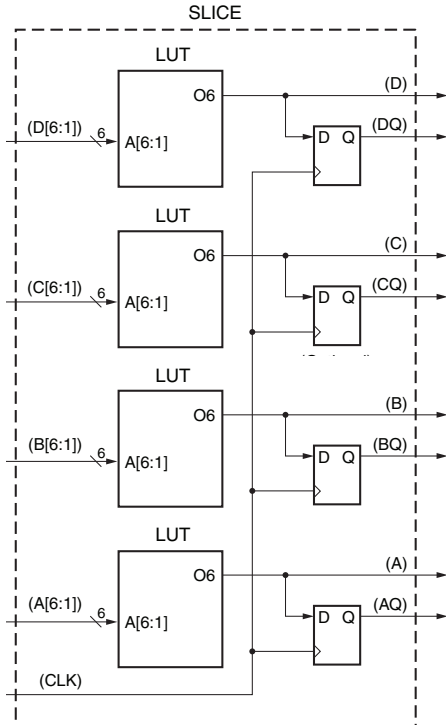 SLICE
LUT
O6
(D)
(D[6:1])
6
A[6:1]
D Q
(DQ)
LUT
O6
(C)
(C[6:1])
6
A[6:1]
D Q
(CQ)
LUT
O6
(B)
(B[6:1])
6
A[6:1]
D Q
(BQ)
LUT
O6
(A)
(A[6:1])
6
A[6:1]
D Q
(AQ)
(CLK)